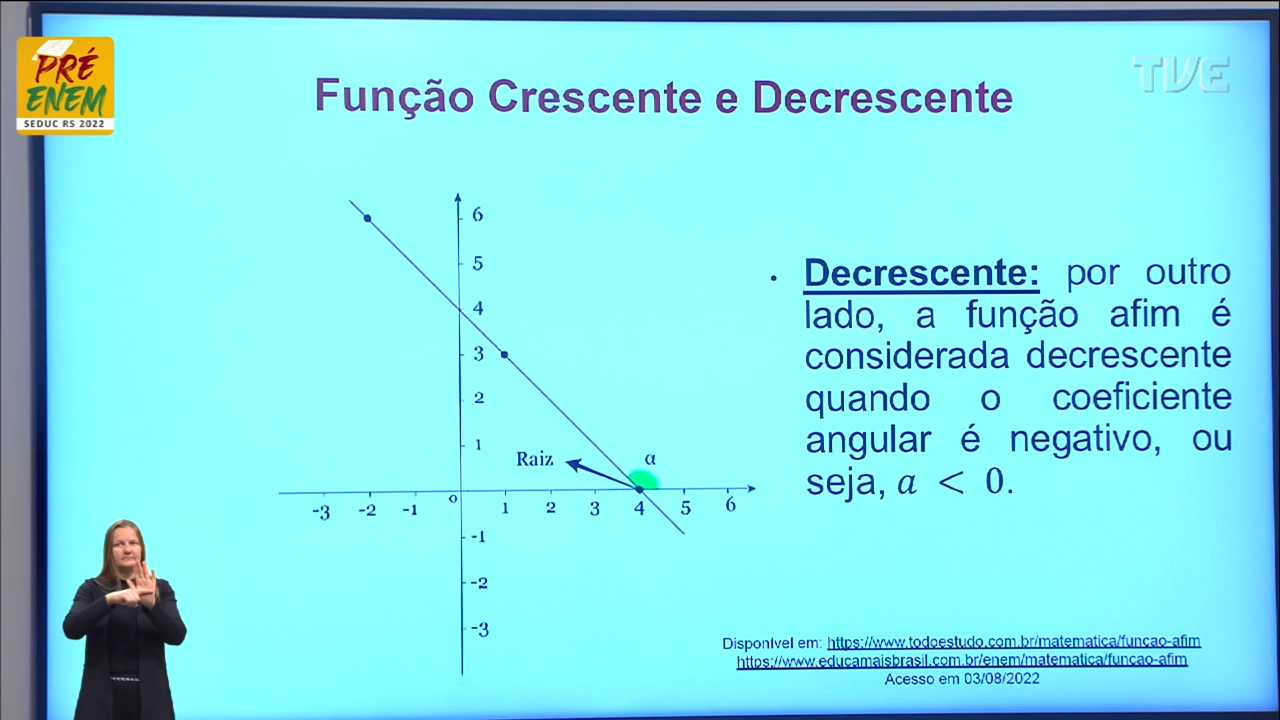 PRÉ
ENEM
SEDUC RS 2022
TVE
Função Crescente e Decrescente
6
5
4
3
2
1
Raiz
α
o
-3 -2 -1 1 2 3 4 5 6
-1
-2
-3
• Decrescente: por outro
lado, a função afim é
considerada decrescente
quando o coeficiente
angular é negativo, ou
seja, a < 0.
Disponível em: https://www.todoestudo.com.br/matematica/funcao-afim
https://www.educamaisbrasil.com.br/enem/matematica/funcao-afim
Acesso em 03/08/2022